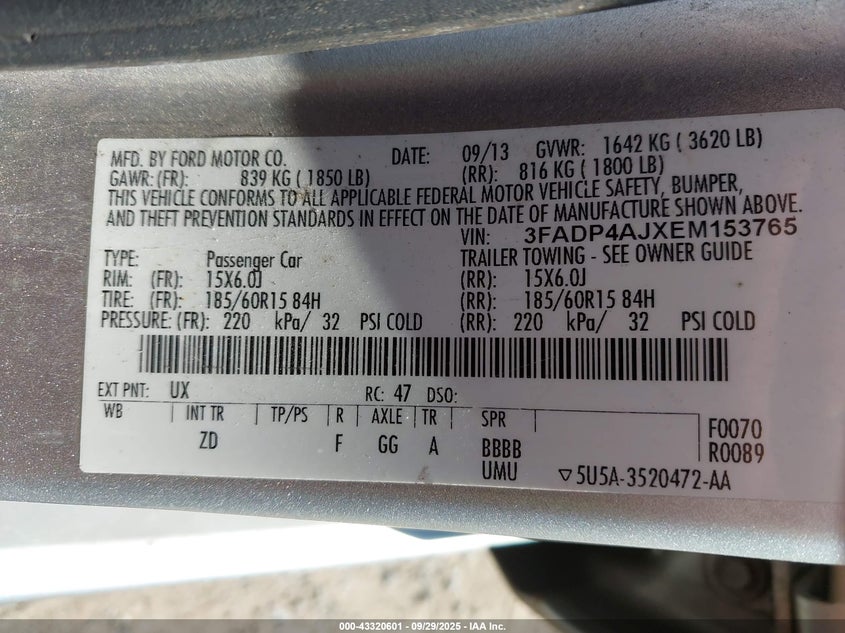 MFD. BY FORD MOTOR CO. DATE: 09/13 GVWR: 1642 KG ( 3620 LB)
GAWR: (FR): 839 KG ( 1850 LB) (RR): 816 KG ( 1800 LB)
THIS VEHICLE CONFORMS TO ALL APPLICABLE FEDERAL MOTOR VEHICLE SAFETY, BUMPER,
AND THEFT PREVENTION STANDARDS IN EFFECT ON THE DATE OF MANUFACTURE SHOWN ABOVE.
VIN: 3FADP4AJXEM153765
TYPE: Passenger Car TRAILER TOWING - SEE OWNER GUIDE
RIM: (FR): 15X6.0J (RR): 15X6.0J
TIRE: (FR): 185/60R15 84H (RR): 185/60R15 84H
PRESSURE: (FR): 220 kPa/ 32 PSI COLD (RR): 220 kPa/ 32 PSI COLD
EXT PNT: UX RC: 47 DSO:
WB INT TR TP/PS R AXLE TR SPR F0070
ZD F GG A BBBB R0089
UMU ▽5U5A-3520472-AA
000-43320601 - 09/29/2025 - IAA Inc.